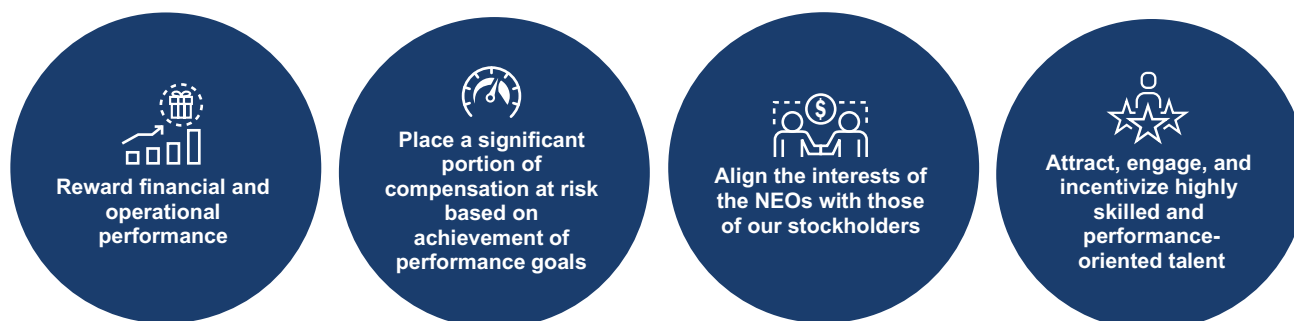 Reward financial and
operational
performance
Place a significant
portion of
compensation at risk
based on
achievement of
performance goals
$
Align the interests of
the NEOs with those
of our stockholders
Attract, engage, and
incentivize highly
skilled and
performance-
oriented talent